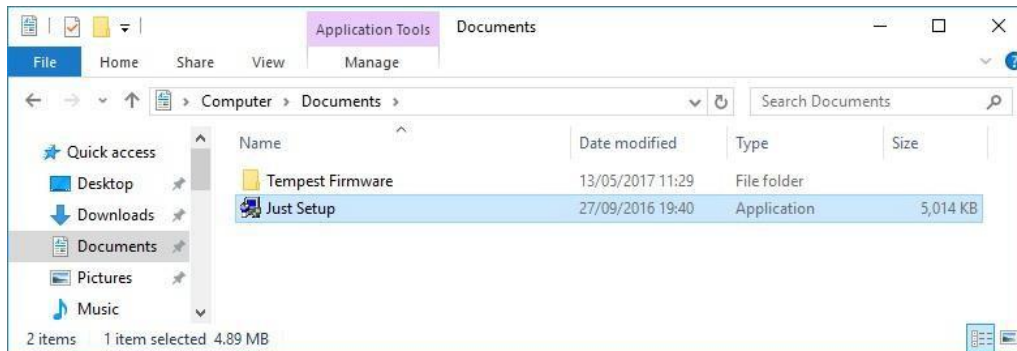 Application Tools Documents
File Home Share View Manage
Computer Documents Search Documents
Name Date modified Type Size
Quick access
Tempest Firmware 13/05/2017 11:29 File folder
Desktop
Just Setup 27/09/2016 19:40 Application 5,014 KB
Downloads
Documents
Pictures
Music
2 items 1 item selected 4.89 MB